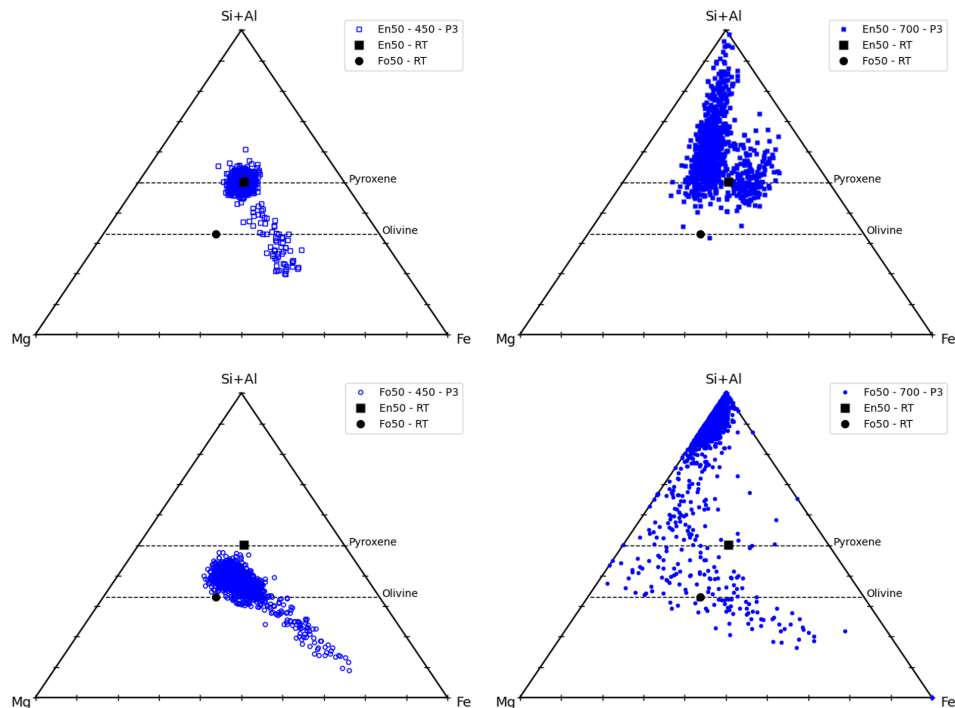 Si+Al
En50 - 450 - P3
En50 - RT
Fo50 - RT
Pyroxene
Olivine
Mg
Fe
Si+Al
En50 - 700 - P3
En50 - RT
Fo50 - RT
Pyroxene
Olivine
Mg
Fe
Si+Al
Fo50 - 450 - P3
En50 - RT
Fo50 - RT
Pyroxene
Olivine
Mg
Fe
Si+Al
Fo50 - 700 - P3
En50 - RT
Fo50 - RT
Pyroxene
Olivine
Mg
Fe